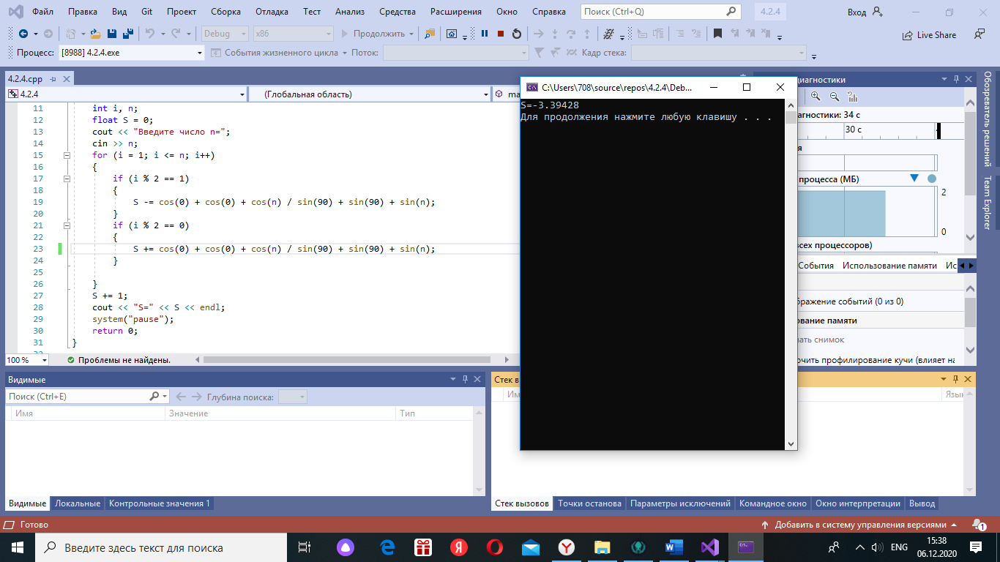 Файл Правка Вид Git Проект Сборка Отладка Тест Анализ Средства Расширения Окно Справка Поиск (Ctrl+Q) 4.2.4 Вход
Debug x86 Продолжить Live Share
Процесс: [8988] 4.2.4.exe События жизненного цикла Поток: Кадр стека:
4.2.4.cpp
4.2.4 (Глобальная область) ma
11 int i, n;
12 float S = 0;
13 cout << "Введите число n=";
14 cin >> n;
15 for (i = 1; i <= n; i++)
16 {
17 if (i % 2 == 1)
18 {
19 S -= cos(0) + cos(0) + cos(n) / sin(90) + sin(90) + sin(n);
20 }
21 if (i % 2 == 0)
22 {
23 S += cos(0) + cos(0) + cos(n) / sin(90) + sin(90) + sin(n);
24 }
25
26 }
27 S += 1;
28 cout << "S=" << S << endl;
29 system("pause");
30 return 0;
31 }
100 % Проблемы не найдены.
C:\Users\708\source\repos\4.2.4\Deb...
S=-3.39428
Для продолжения нажмите любую клавишу . . .
диагностики
агностики: 34 с
30 с
я
процесса (МБ)
2
0
всех процессоров)
События Использование памяти Ис
бражение событий (0 из 0)
ование памяти
лать снимок
очить профилирование кучи (влияет на
Обозреватель решений
Team Explorer
Видимые
Поиск (Ctrl+E) Глубина поиска:
Имя Значение Тип
Видимые Локальные Контрольные значения 1
Стек в
Им Язык
Стек вызовов Точки останова Параметры исключений Командное окно Окно интерпретации Вывод
Готово Добавить в систему управления версиями 1
Введите здесь текст для поиска
ENG 15:38
06.12.2020